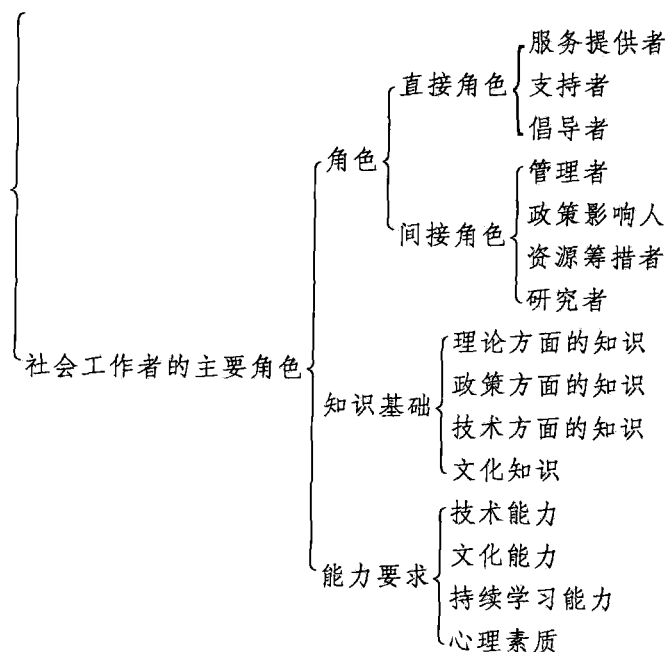 服务提供者
直接角色
支持者
倡导者
角色
管理者
政策影响人
间接角色
资源筹措者
研究者
社会工作者的主要角色
理论方面的知识
政策方面的知识
知识基础
技术方面的知识
文化知识
技术能力
文化能力
能力要求
持续学习能力
心理素质